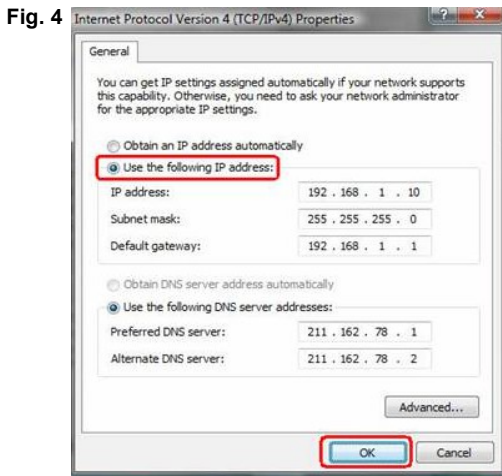 Fig. 4
Internet Protocol Version 4 (TCP/IPv4) Properties
General
You can get IP settings assigned automatically if your network supports
this capability. Otherwise, you need to ask your network administrator
for the appropriate IP settings.
Obtain an IP address automatically
Use the following IP address:
IP address: 192 . 168 . 1 . 10
Subnet mask: 255 . 255 . 255 . 0
Default gateway: 192 . 168 . 1 . 1
Obtain DNS server address automatically
Use the following DNS server addresses:
Preferred DNS server: 211 . 162 . 78 . 1
Alternate DNS server: 211 . 162 . 78 . 2
Advanced...
OK Cancel